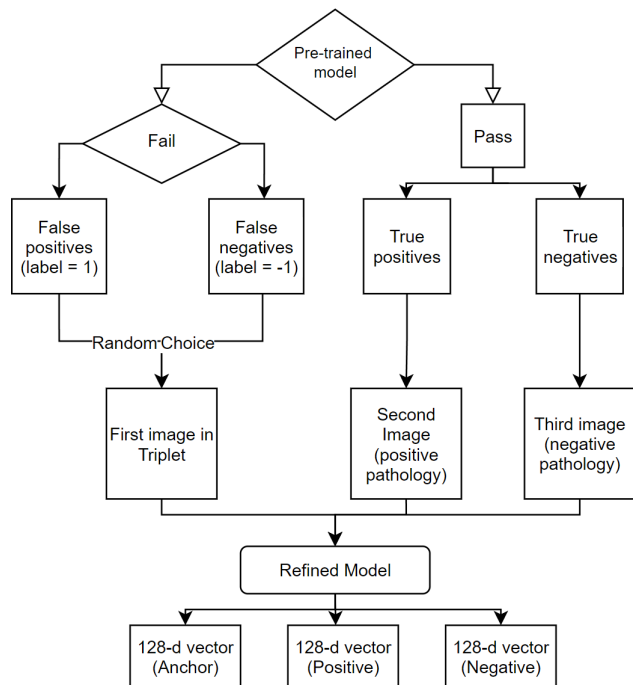 Pre-trained
model
Fail
Pass
False
positives
(label = 1)
False
negatives
(label = -1)
True
positives
True
negatives
Random Choice
First image in
Triplet
Second
Image
(positive
pathology)
Third image
(negative
pathology)
Refined Model
128-d vector
(Anchor)
128-d vector
(Positive)
128-d vector
(Negative)